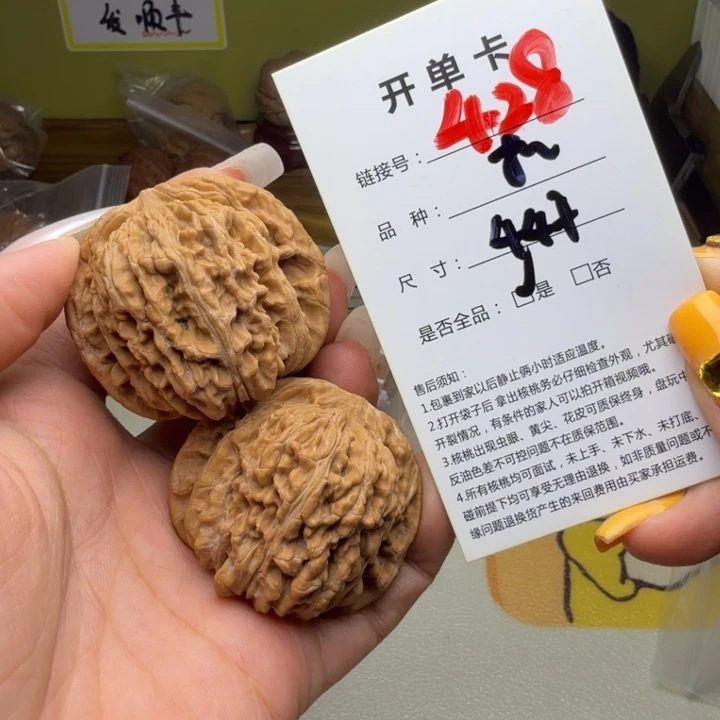 发顺丰
开单卡
428
链接号：
品 种：
尺 寸： 44+
是否全品： ☐是 ☐否
售后须知：
1.包裹到家以后静止俩小时适应温度。
2.打开袋子后 拿出核桃务必仔细检查外观，尤其
开裂情况，有条件的家人可以拍开箱视频哦。
3.核桃出现虫眼、黄尖、花皮可质保终身，盘玩中
反油色差不可控问题不在质保范围。
4.所有核桃均可面试，未上手、未下水、未打底、
碰前提下均可享受无理由退换，如非质量问题或不
缘问题退换货产生的来回费用由买家承担运费。